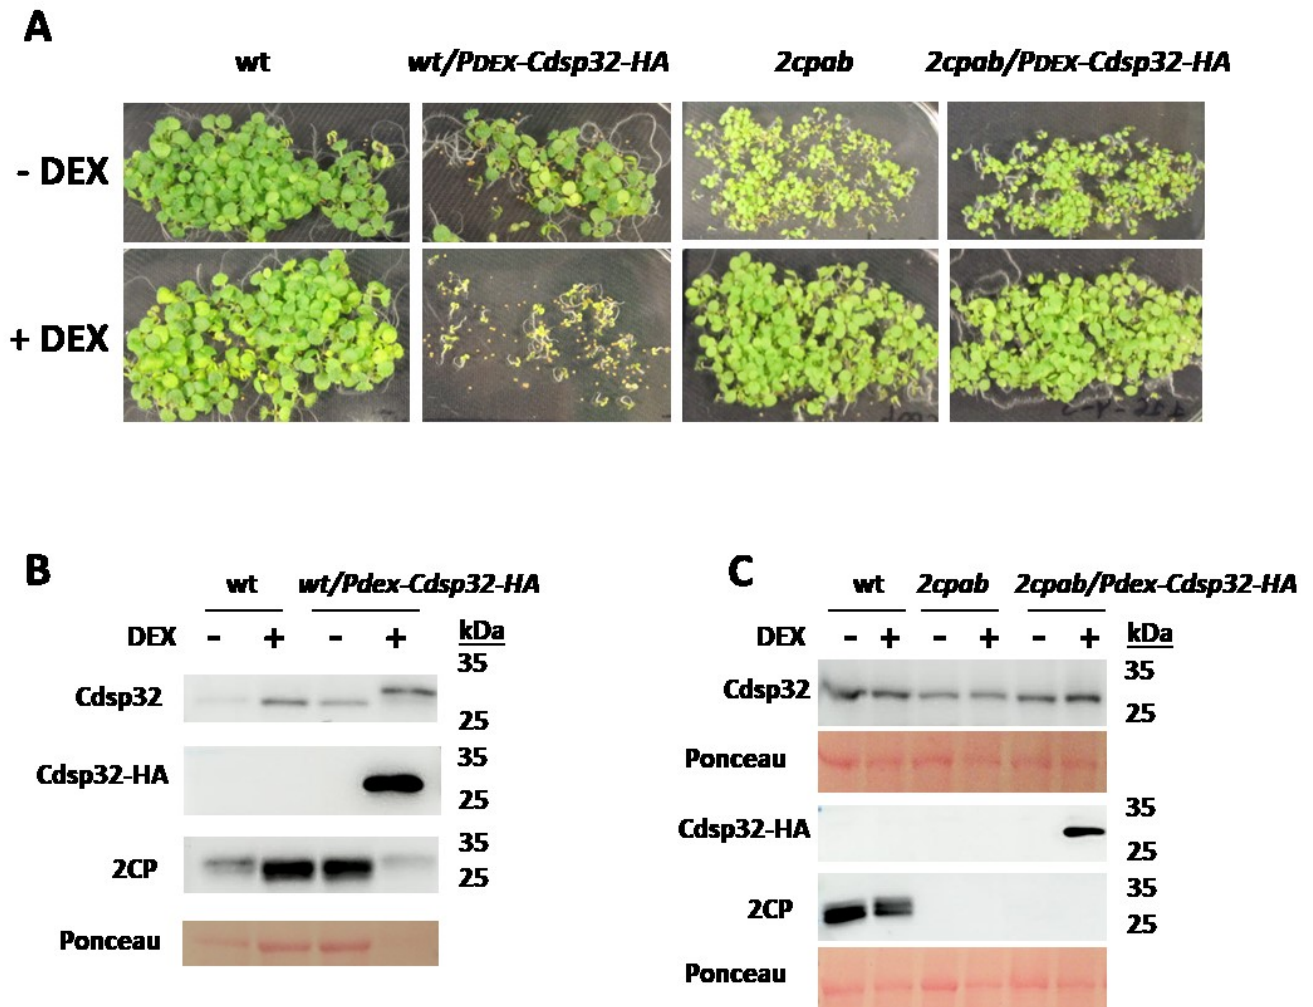 A
wt wt/PDEX-Cdsp32-HA 2cpab 2cpab/PDEX-Cdsp32-HA
- DEX
+ DEX
B
wt wt/Pdex-Cdsp32-HA
DEX - + - + kDa
35
Cdsp32
25
35
Cdsp32-HA
25
35
2CP
25
Ponceau
C
wt 2cpab 2cpab/Pdex-Cdsp32-HA
DEX - + - + - + kDa
35
Cdsp32
25
Ponceau
35
Cdsp32-HA
25
35
2CP
25
Ponceau